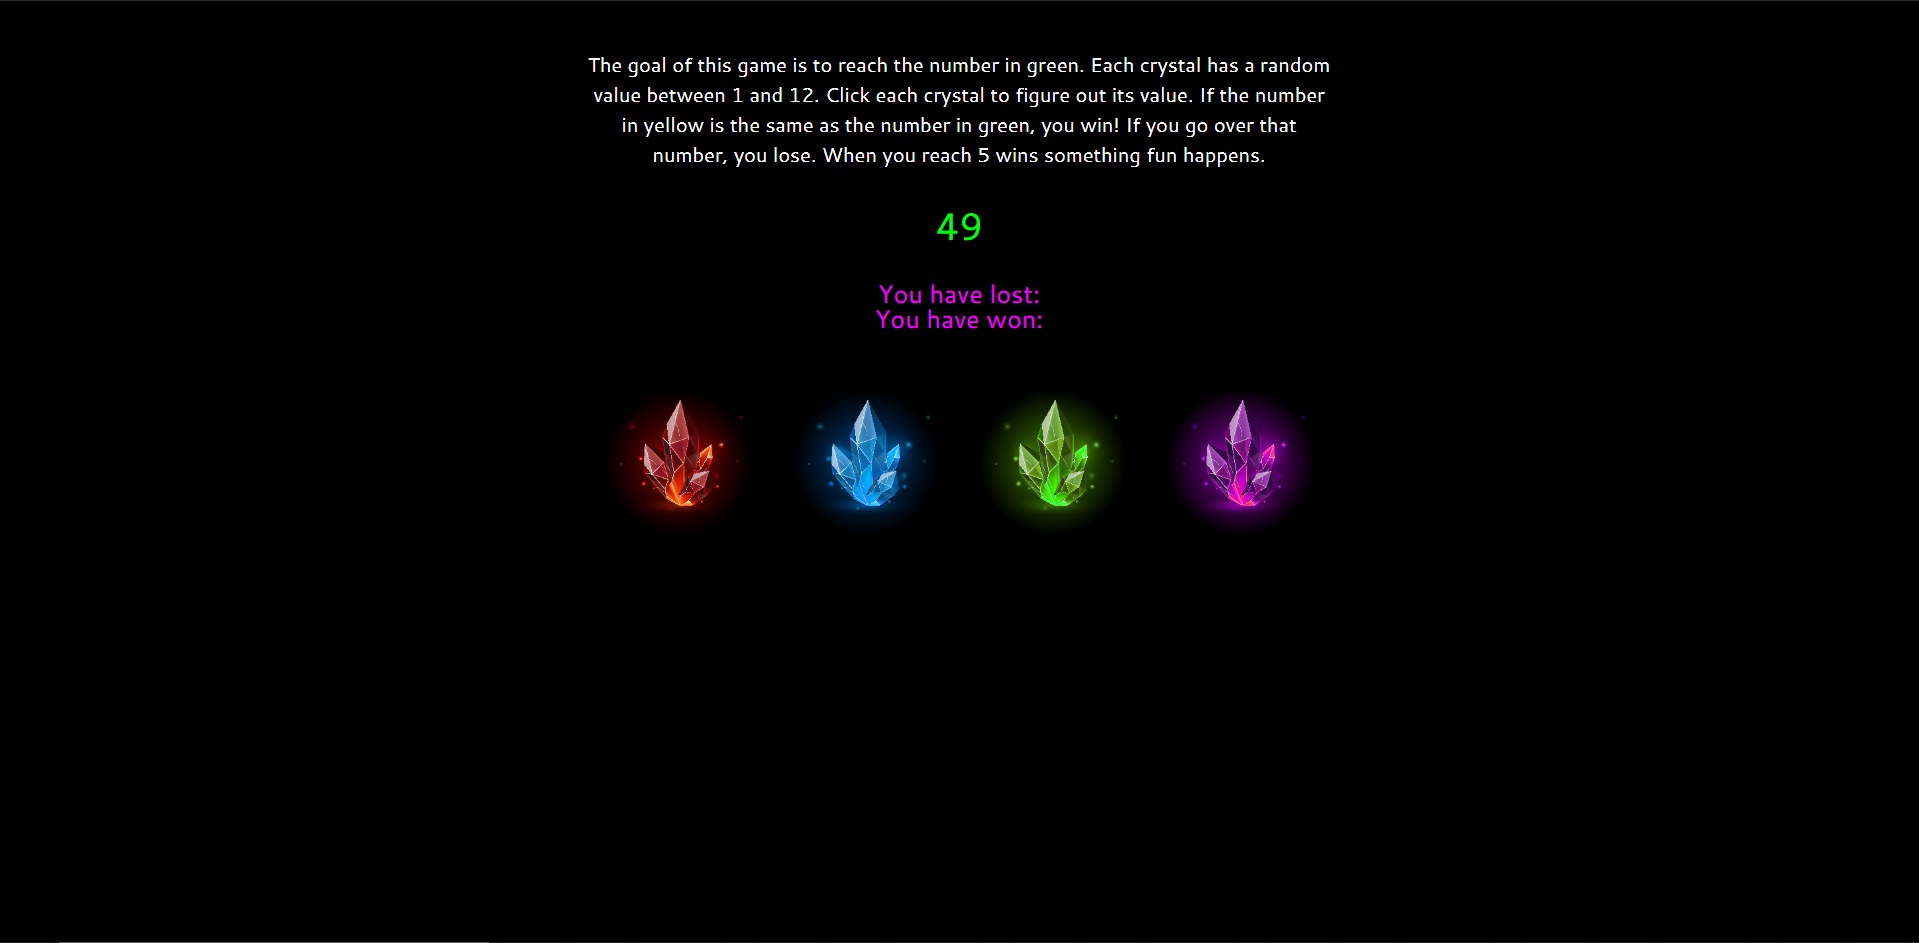 The goal of this game is to reach the number in green. Each crystal has a random
value between 1 and 12. Click each crystal to figure out its value. If the number
in yellow is the same as the number in green, you win! If you go over that
number, you lose. When you reach 5 wins something fun happens.
49
You have lost:
You have won: